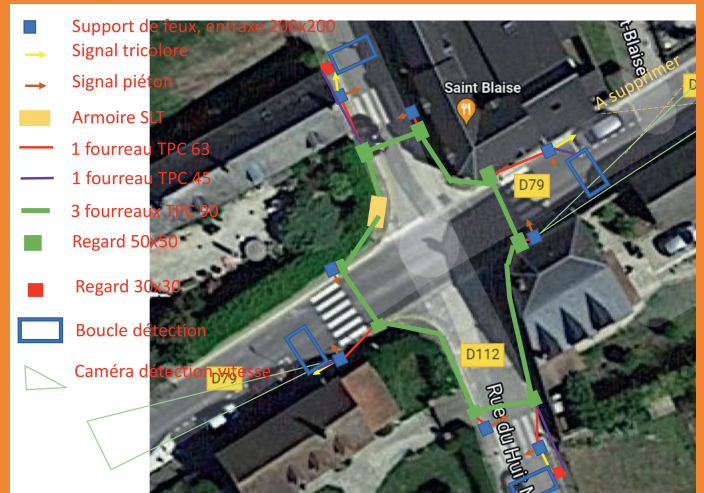 Support de feux, entraxe 200x200
Signal tricolore
Signal piéton
Armoire SLT
1 fourreau TPC 63
1 fourreau TPC 45
3 fourreaux TPC 90
Regard 50x50
Regard 30x30
Boucle détection
Caméra détection vitesse
Saint Blaise
t-Blaise
A supprimer
D
D79
D112
D79
Rue du Huit